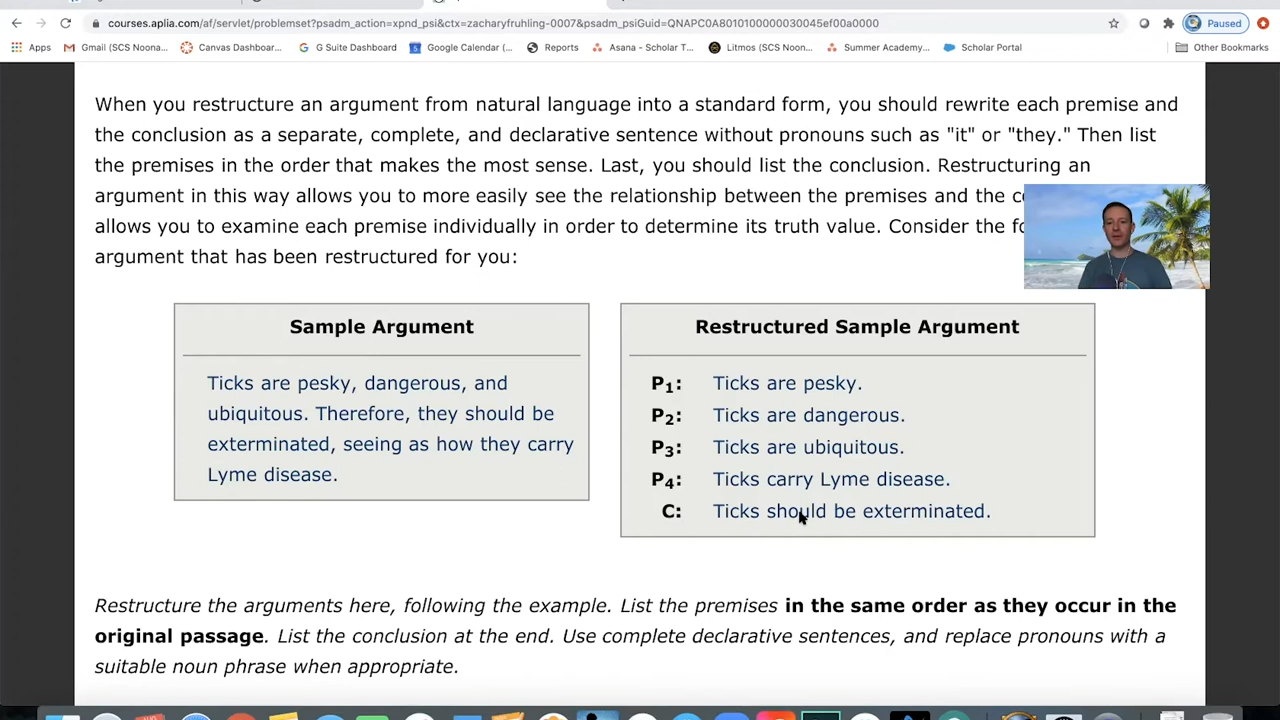 courses.aplia.com/af/servlet/problemset?psadm_action=xpnd_psi&ctx=zacharyfruhling-0007&psadm_psiGuid=QNAPC0A8010100000030045ef00a0000
Paused
Apps
Gmail (SCS Noona...
Canvas Dashboar...
G Suite Dashboard
Google Calendar (...
Reports
Asana - Scholar T...
Litmos (SCS Noon...
Summer Academy...
Scholar Portal
Other Bookmarks
When you restructure an argument from natural language into a standard form, you should rewrite each premise and
the conclusion as a separate, complete, and declarative sentence without pronouns such as "it" or "they." Then list
the premises in the order that makes the most sense. Last, you should list the conclusion. Restructuring an
argument in this way allows you to more easily see the relationship between the premises and the
allows you to examine each premise individually in order to determine its truth value. Consider the
argument that has been restructured for you:
Sample Argument
Ticks are pesky, dangerous, and
ubiquitous. Therefore, they should be
exterminated, seeing as how they carry
Lyme disease.
Restructured Sample Argument
P1: Ticks are pesky.
P2: Ticks are dangerous.
P3: Ticks are ubiquitous.
P4: Ticks carry Lyme disease.
C: Ticks should be exterminated.
Restructure the arguments here, following the example. List the premises in the same order as they occur in the
original passage. List the conclusion at the end. Use complete declarative sentences, and replace pronouns with a
suitable noun phrase when appropriate.